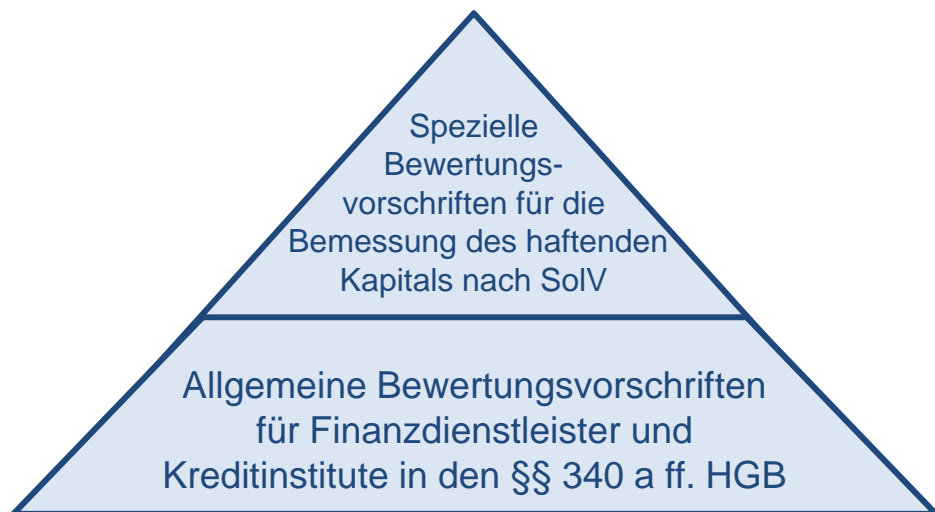 Spezielle
Bewertungs-
vorschriften für die
Bemessung des haftenden
Kapitals nach SolV
Allgemeine Bewertungsvorschriften
für Finanzdienstleister und
Kreditinstitute in den §§ 340 a ff. HGB